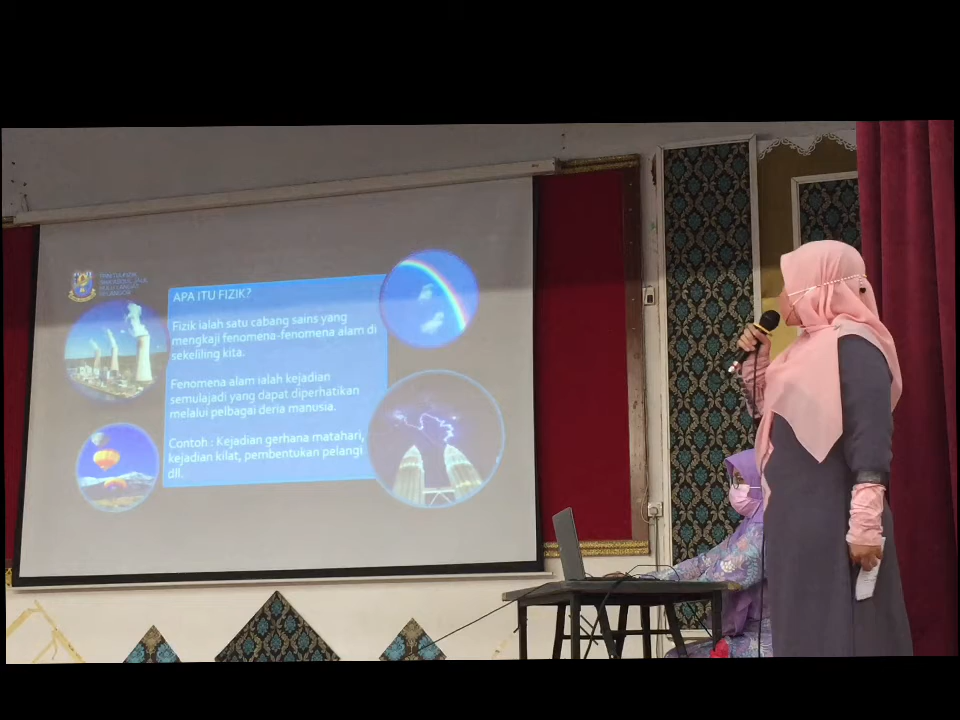 APA ITU FIZIK?
Fizik ialah satu cabang sains yang
mengkaji fenomena-fenomena alam di
sekeliling kita.
Fenomena alam ialah kejadian
semulajadi yang dapat diperhatikan
melalui pelbagai deria manusia.
Contoh : Kejadian gerhana matahari,
kejadian kilat, pembentukan pelangi
dll.